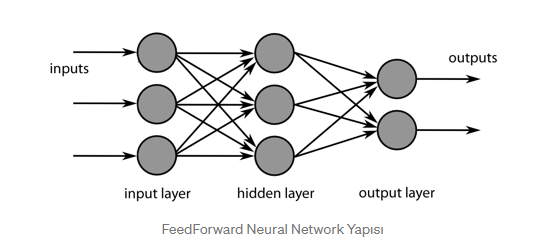 outputs
inputs
input layer
hidden layer
output layer
FeedForward Neural Network Yapısı